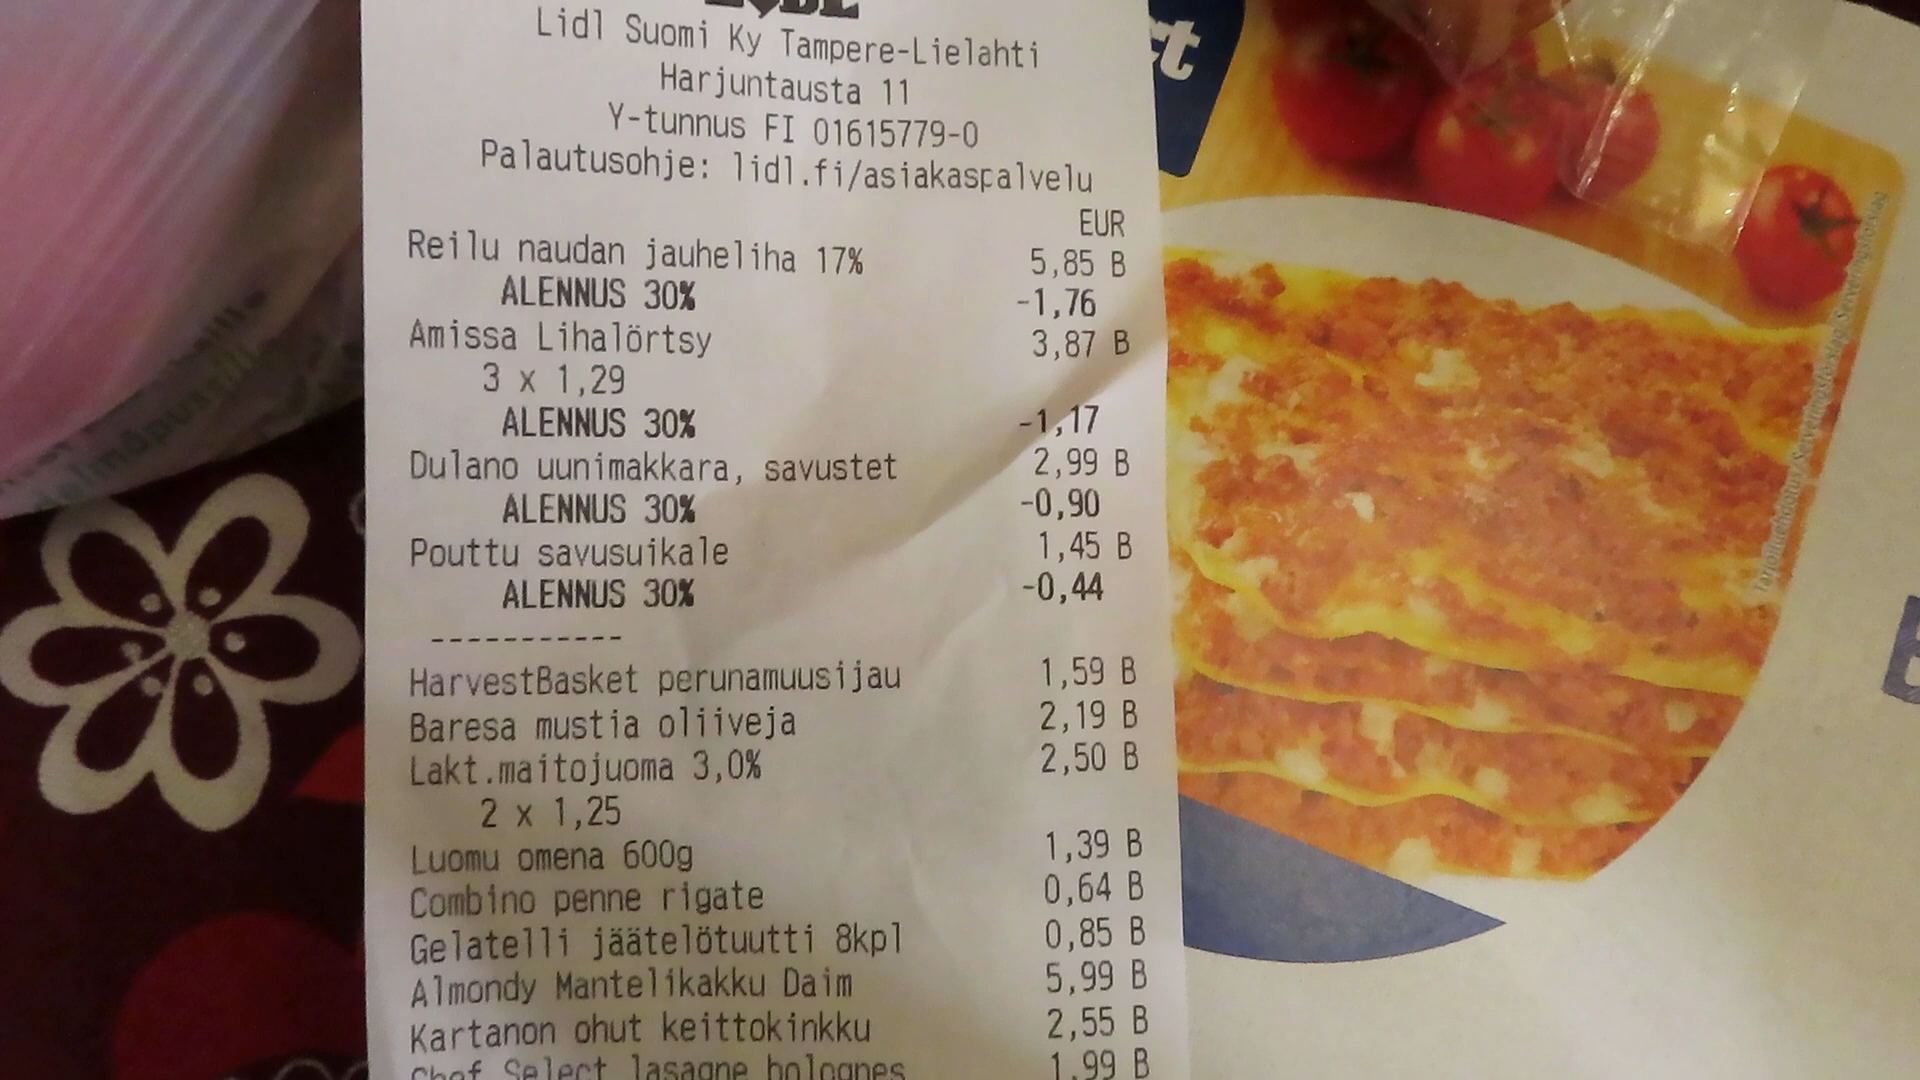 Lidl Suomi Ky Tampere-Lielahti
Harjuntausta 11
Y-tunnus FI 01615779-0
Palautusohje: lidl.fi/asiakaspalvelu
EUR
Reilu naudan jauheliha 17% 5,85 B
ALENNUS 30% -1,76
Amissa Lihalörtsy 3,87 B
3 x 1,29
ALENNUS 30% -1,17
Dulano uunimakkara, savustet 2,99 B
ALENNUS 30% -0,90
Pouttu savusuikale 1,45 B
ALENNUS 30% -0,44
-----------
HarvestBasket perunamuusijau 1,59 B
Baresa mustia oliiveja 2,19 B
Lakt.maitojuoma 3,0% 2,50 B
2 x 1,25
Luomu omena 600g 1,39 B
Combino penne rigate 0,64 B
Gelatelli jäätelötuutti 8kpl 0,85 B
Almondy Mantelikakku Daim 5,99 B
Kartanon ohut keittokinkku 2,55 B
Chef Select lasagne bolognes 1,99 B